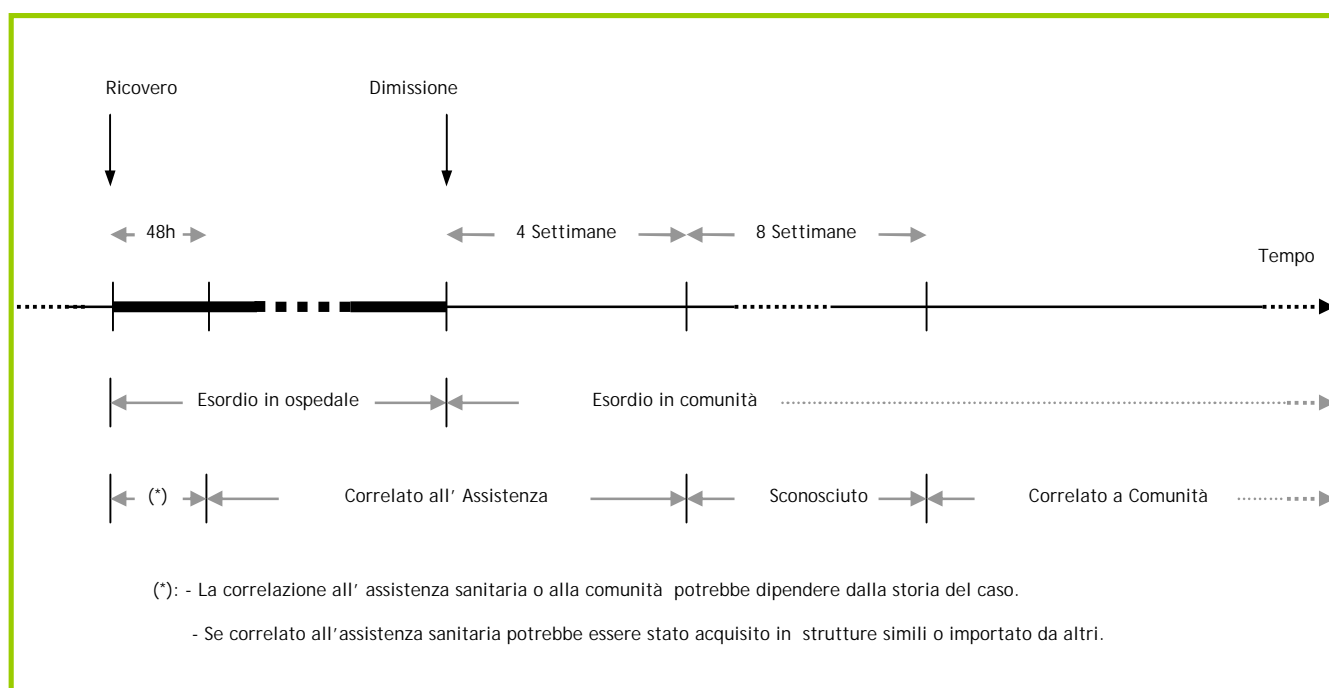 Ricovero
Dimissione
48h
4 Settimane
8 Settimane
Tempo
Esordio in ospedale
Esordio in comunità
(*)
Correlato all' Assistenza
Sconosciuto
Correlato a Comunità
(*): - La correlazione all' assistenza sanitaria o alla comunità potrebbe dipendere dalla storia del caso.
- Se correlato all'assistenza sanitaria potrebbe essere stato acquisito in strutture simili o importato da altri.